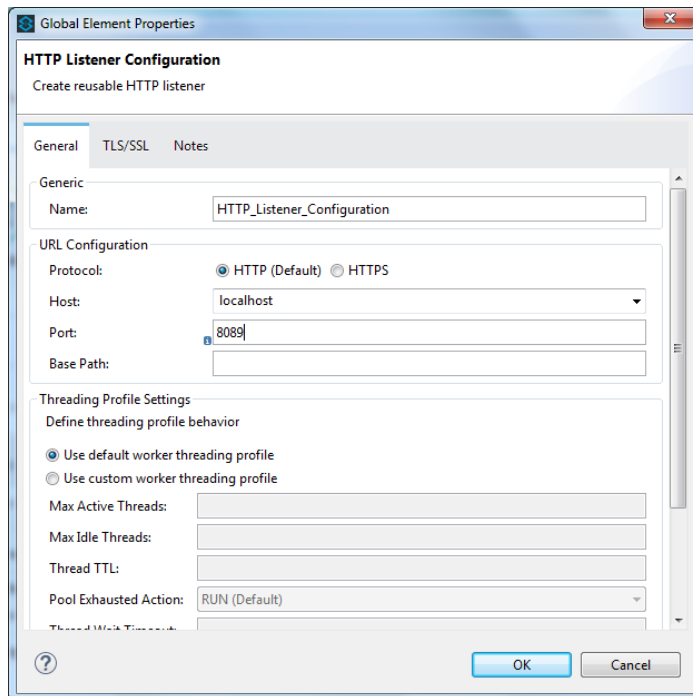 Global Element Properties
HTTP Listener Configuration
Create reusable HTTP listener
General TLS/SSL Notes
Generic
Name: HTTP_Listener_Configuration
URL Configuration
Protocol: HTTP (Default) HTTPS
Host: localhost
Port: 8089
Base Path:
Threading Profile Settings
Define threading profile behavior
Use default worker threading profile
Use custom worker threading profile
Max Active Threads:
Max Idle Threads:
Thread TTL:
Pool Exhausted Action: RUN (Default)
Thread Wait Timeout:
OK Cancel